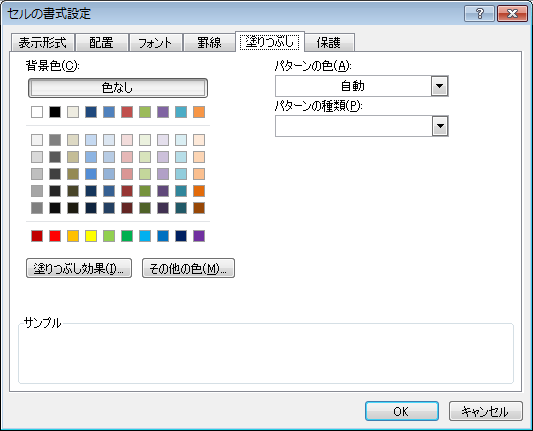 セルの書式設定
表示形式 配置 フォント 罫線 塗りつぶし 保護
背景色(C):
色なし
パターンの色(A):
自動
パターンの種類(P):
塗りつぶし効果(I)... その他の色(M)...
サンプル
OK キャンセル